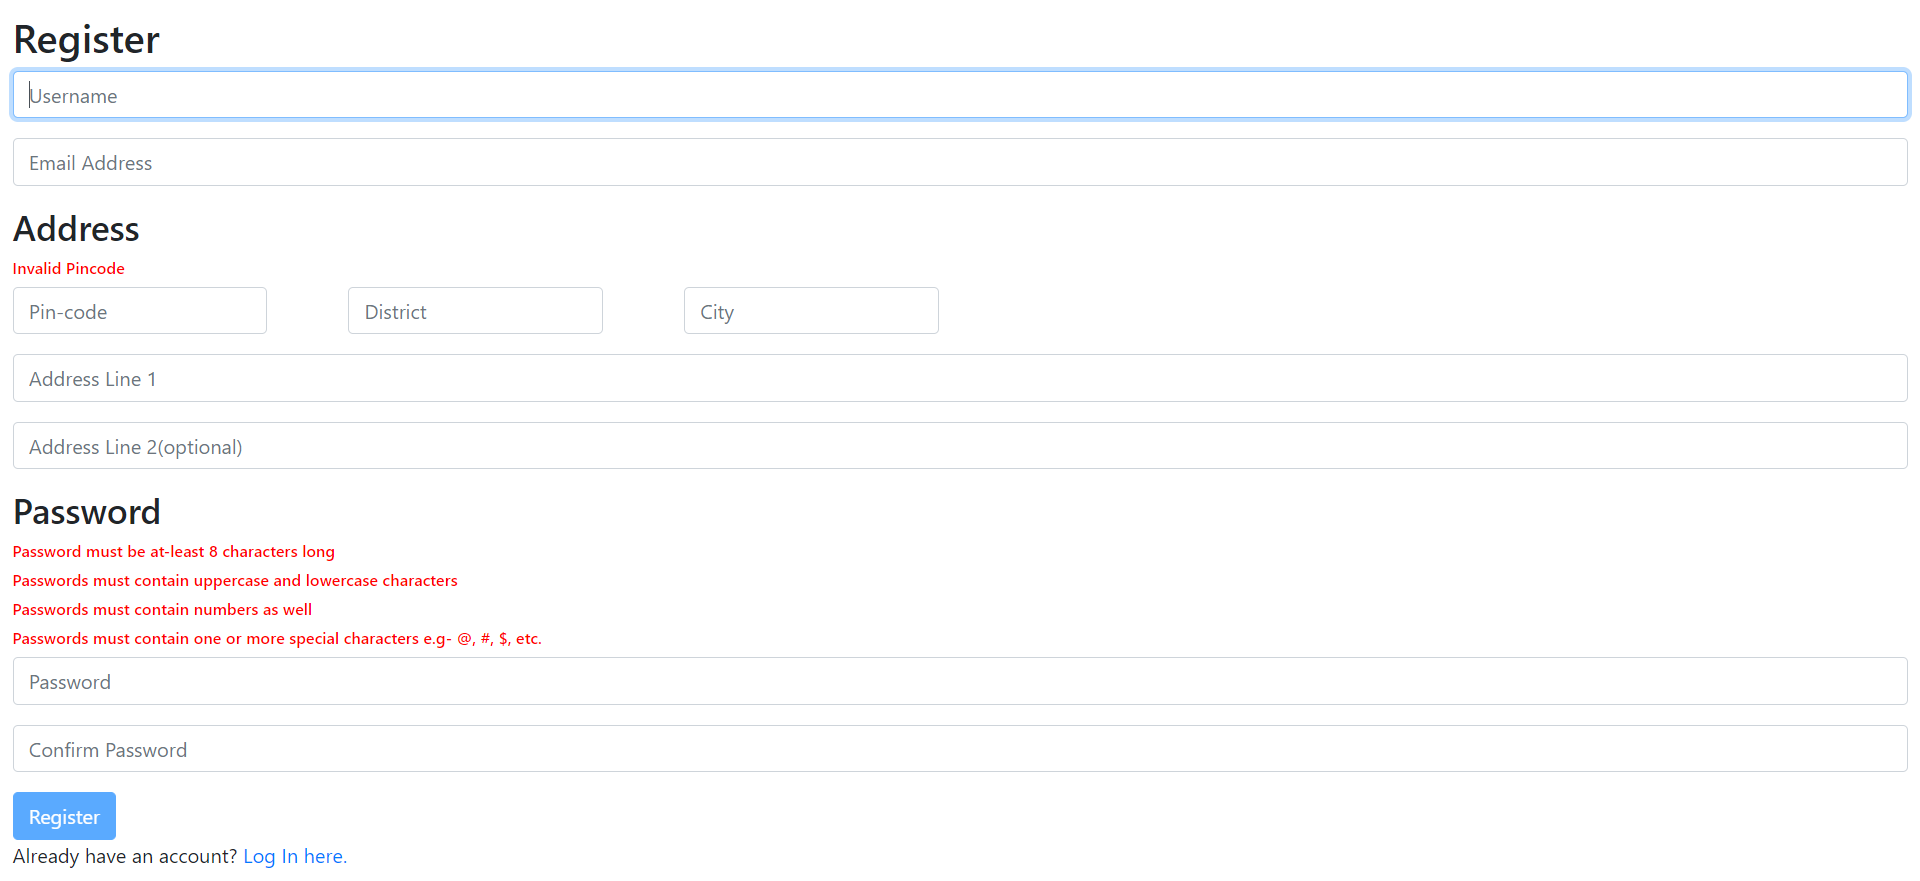 Register
Username
Email Address
Address
Invalid Pincode
Pin-code District City
Address Line 1
Address Line 2(optional)
Password
Password must be at-least 8 characters long
Passwords must contain uppercase and lowercase characters
Passwords must contain numbers as well
Passwords must contain one or more special characters e.g- @, #, $, etc.
Password
Confirm Password
Register
Already have an account? Log In here.